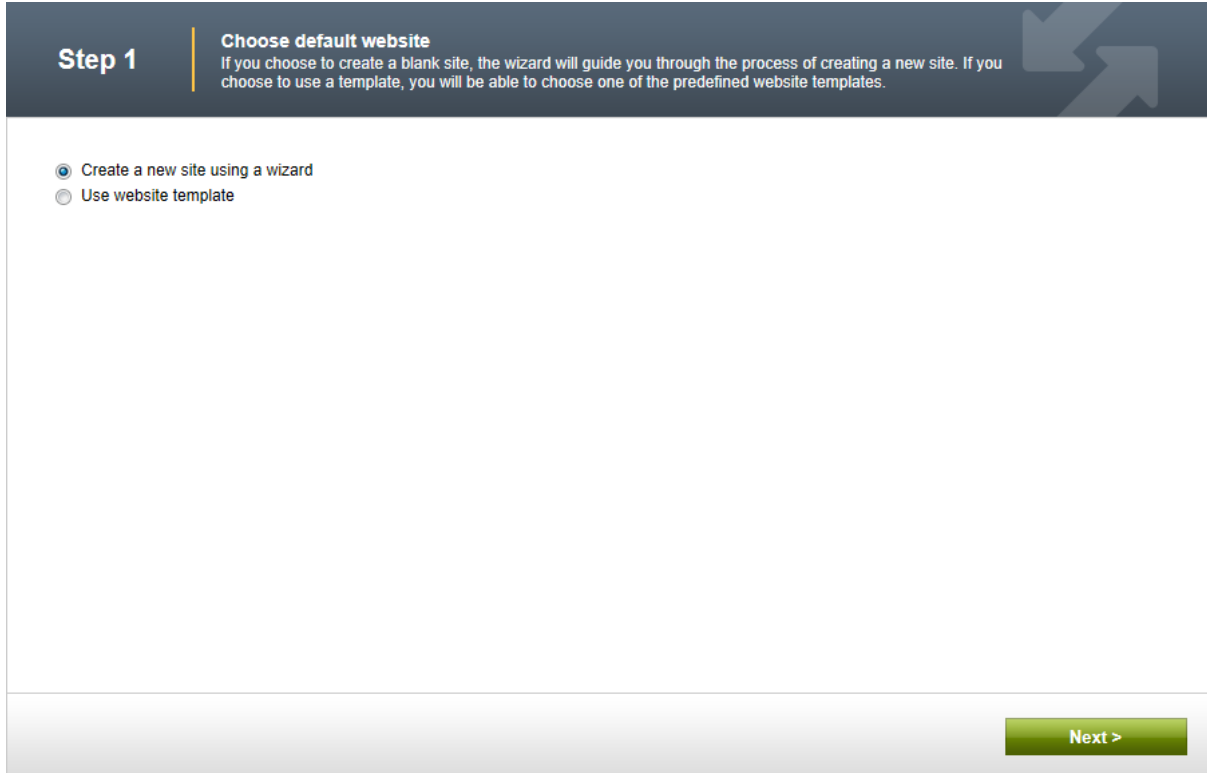 Step 1
Choose default website
If you choose to create a blank site, the wizard will guide you through the process of creating a new site. If you
choose to use a template, you will be able to choose one of the predefined website templates.
Create a new site using a wizard
Use website template
Next >